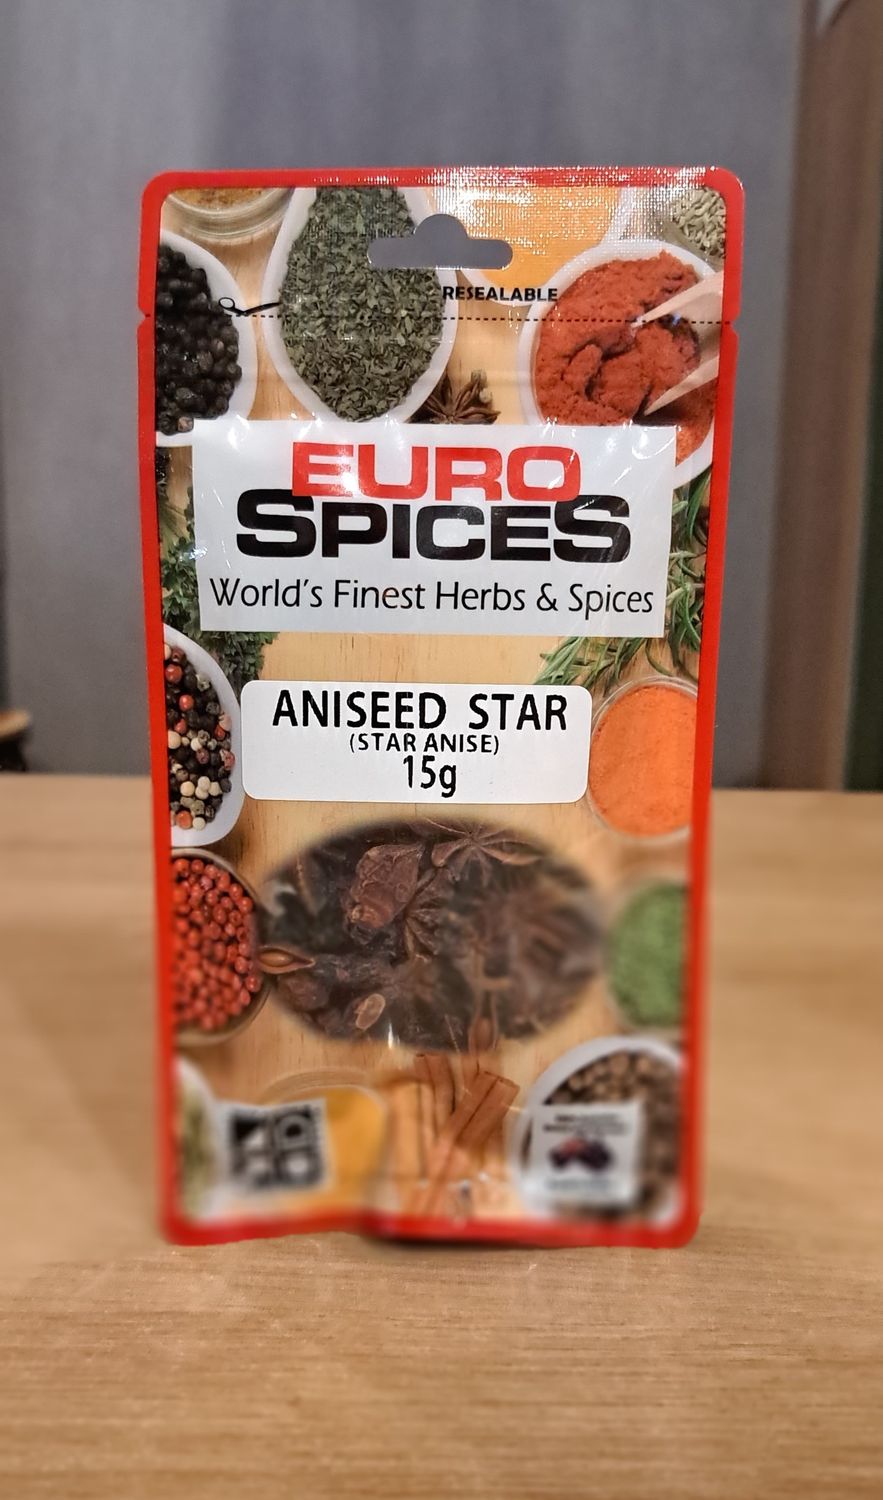 RESEALABLE
EURO
SPICES
World's Finest Herbs & Spices
ANISEED STAR
(STAR ANISE)
15g